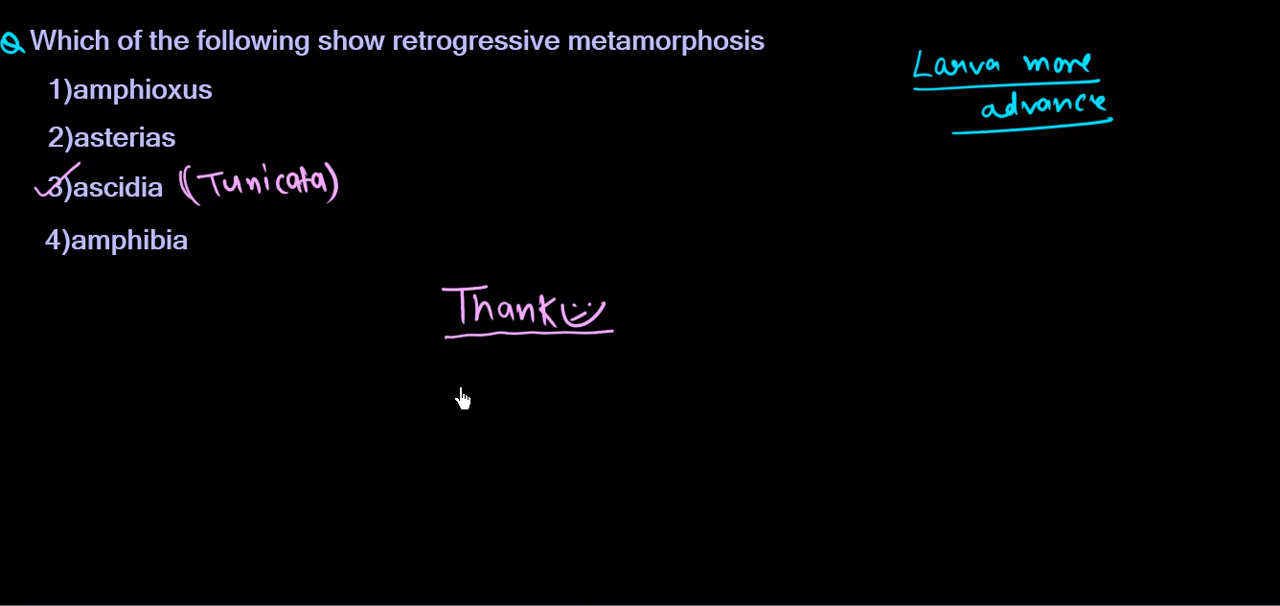 Q Which of the following show retrogressive metamorphosis
1)amphioxus
2)asterias
3)ascidia (Tunicata)
4)amphibia
Larva more
advance
Thank